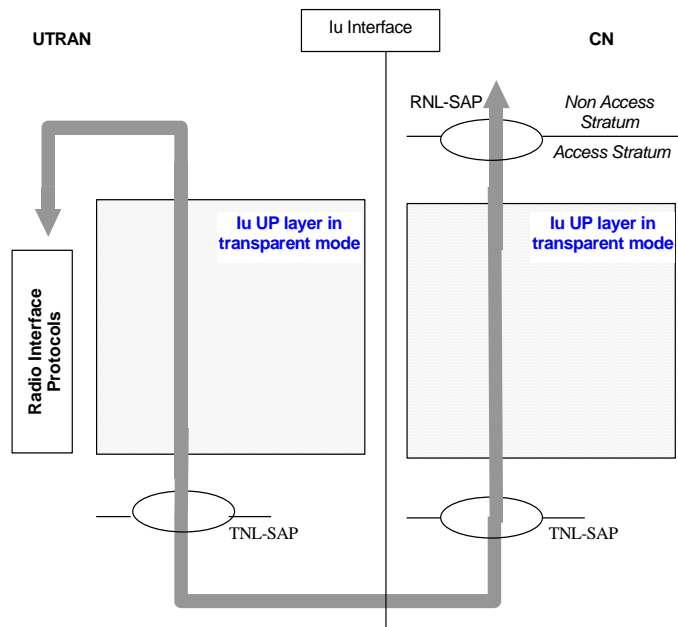 Iu Interface
UTRAN
CN
RNL-SAP
Non Access
Stratum
Access Stratum
Iu UP layer in
transparent mode
Iu UP layer in
transparent mode
Radio Interface
Protocols
TNL-SAP
TNL-SAP